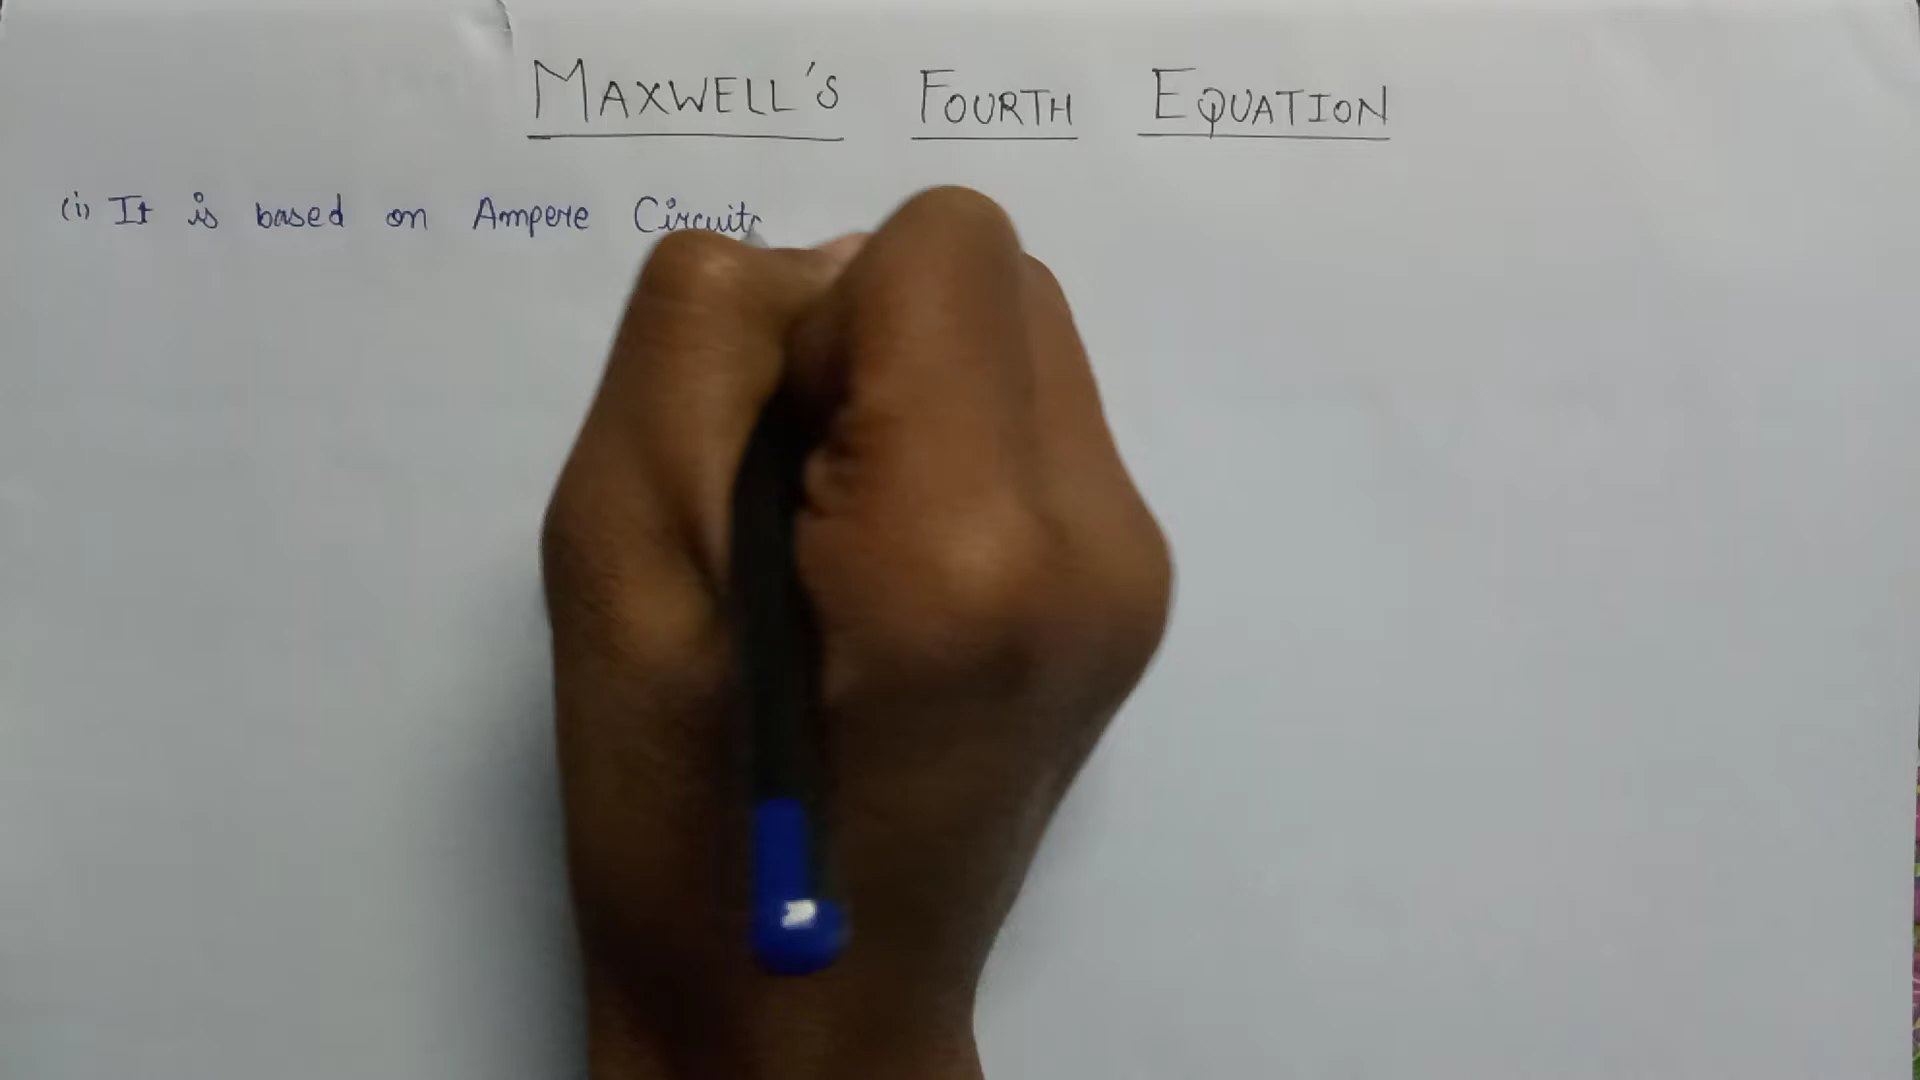 MAXWELL'S FOURTH EQUATION
(i) It is based on Ampere